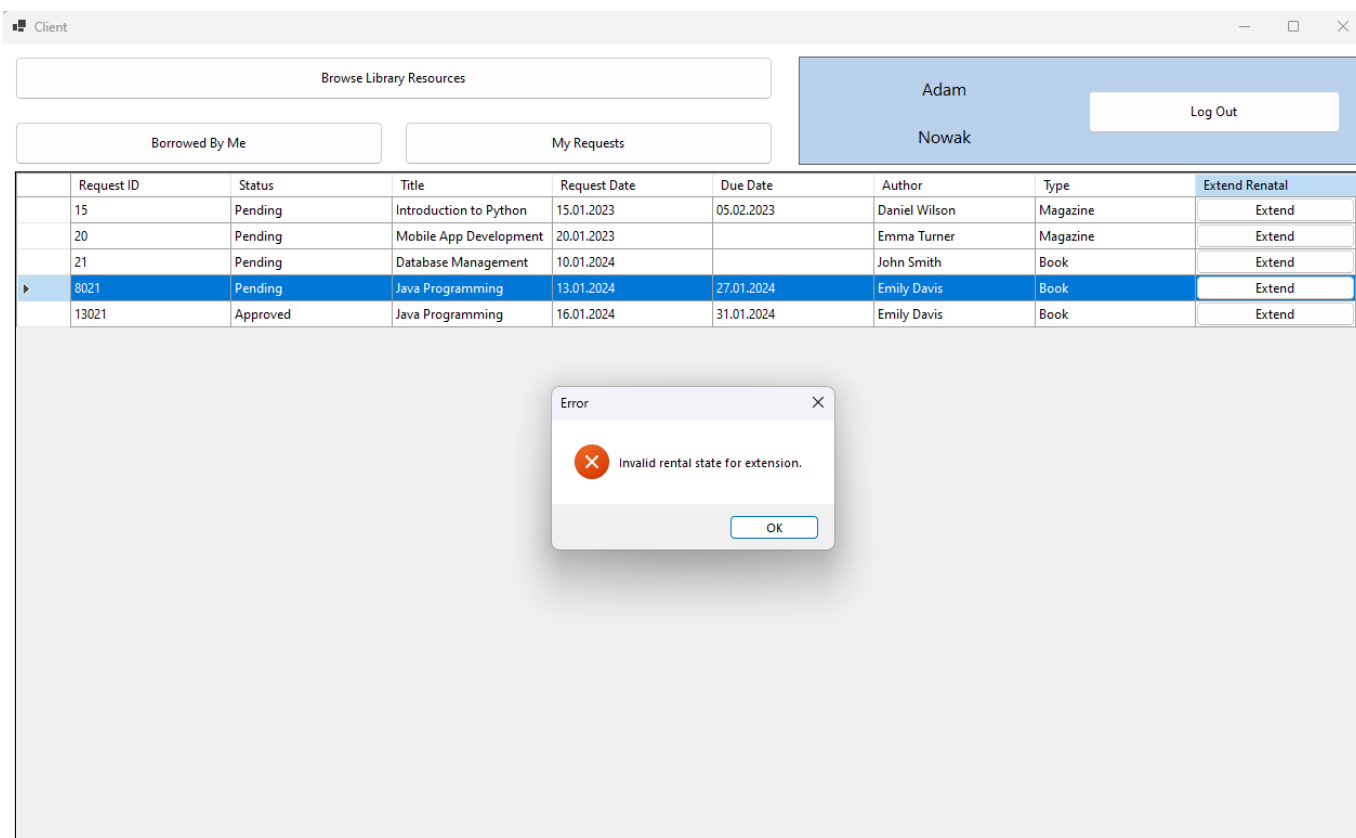 Client
Browse Library Resources
Adam
Log Out
Nowak
Borrowed By Me My Requests
Request ID Status Title Request Date Due Date Author Type Extend Renatal
15 Pending Introduction to Python 15.01.2023 05.02.2023 Daniel Wilson Magazine Extend
20 Pending Mobile App Development 20.01.2023 Emma Turner Magazine Extend
21 Pending Database Management 10.01.2024 John Smith Book Extend
8021 Pending Java Programming 13.01.2024 27.01.2024 Emily Davis Book Extend
13021 Approved Java Programming 16.01.2024 31.01.2024 Emily Davis Book Extend
Error
Invalid rental state for extension.
OK